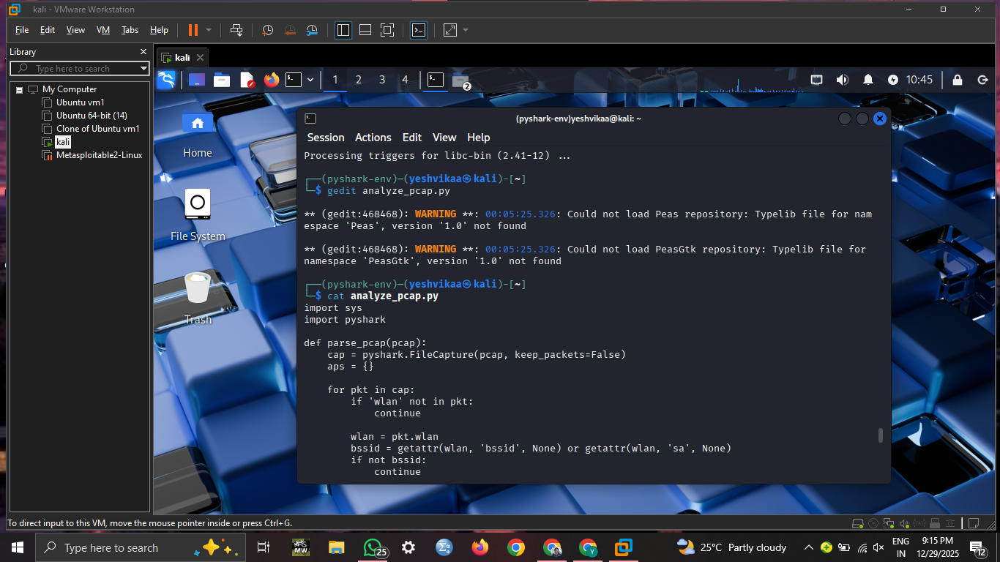 kali - VMware Workstation
File Edit View VM Tabs Help
Library
Type here to search
My Computer
Ubuntu vm1
Ubuntu 64-bit (14)
Clone of Ubuntu vm1
kali
Metasploitable2-Linux
kali
1 2 3 4
2
10:45
Home
File System
Trash
(pyshark-env)yeshvikaa@kali: ~
Session Actions Edit View Help
Processing triggers for libc-bin (2.41-12) ...
┌──(pyshark-env)─(yeshvikaa㉿kali)-[~]
└─$ gedit analyze_pcap.py
** (gedit:468468): WARNING **: 00:05:25.326: Could not load Peas repository: Typelib file for nam
espace 'Peas', version '1.0' not found
** (gedit:468468): WARNING **: 00:05:25.326: Could not load PeasGtk repository: Typelib file for
namespace 'PeasGtk', version '1.0' not found
┌──(pyshark-env)─(yeshvikaa㉿kali)-[~]
└─$ cat analyze_pcap.py
import sys
import pyshark
def parse_pcap(pcap):
    cap = pyshark.FileCapture(pcap, keep_packets=False)
    aps = {}
    for pkt in cap:
        if 'wlan' not in pkt:
            continue
        wlan = pkt.wlan
        bssid = getattr(wlan, 'bssid', None) or getattr(wlan, 'sa', None)
        if not bssid:
            continue
To direct input to this VM, move the mouse pointer inside or press Ctrl+G.
Type here to search
MW
25
Y
25°C Partly cloudy
ENG
IN
9:15 PM
12/29/2025
12